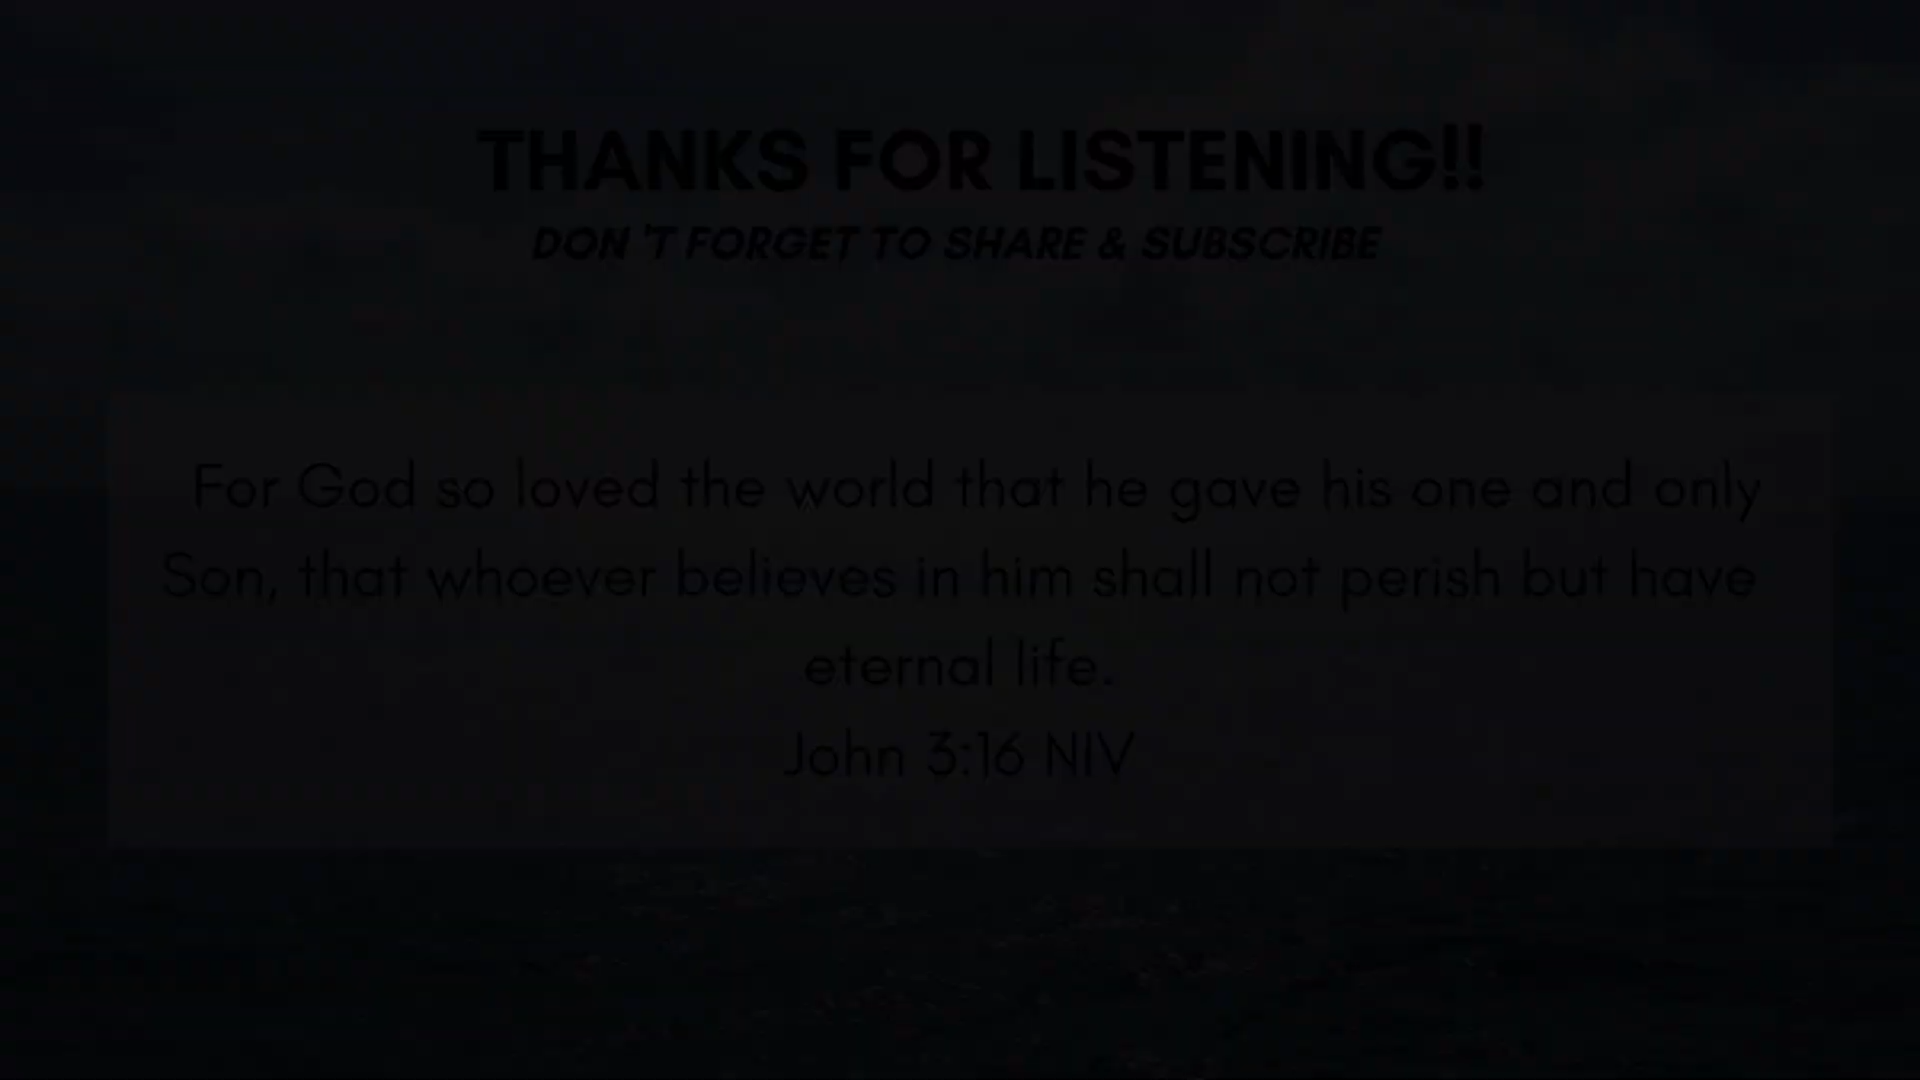 THANKS FOR LISTENING!!
DON 'T FORGET TO SHARE & SUBSCRIBE
For God so loved the world that he gave his one and only
Son, that whoever believes in him shall not perish but have
eternal life.
John 3:16 NIV